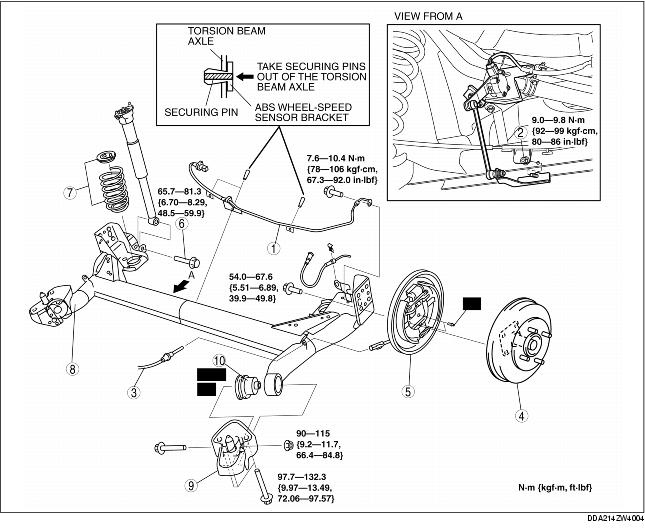 VIEW FROM A
TORSION BEAM
AXLE
TAKE SECURING PINS
OUT OF THE TORSION
BEAM AXLE
SECURING PIN
ABS WHEEL-SPEED
SENSOR BRACKET
9.0—9.8 N·m
{92—99 kgf·cm,
80—86 in·lbf}
2
7.6—10.4 N·m
{78—106 kgf·cm,
67.3—92.0 in·lbf}
7
65.7—81.3
{6.70—8.29,
48.5—59.9}
6
1
A
54.0—67.6
{5.51—6.89,
39.9—49.8}
8
3
10
5
4
9
90—115
{9.2—11.7,
66.4—84.8}
97.7—132.3
{9.97—13.49,
72.06—97.57}
N·m {kgf·m, ft·lbf}
DDA214ZW4004